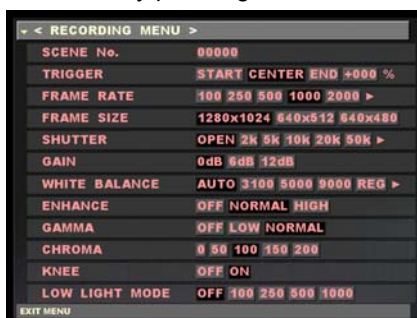 < RECORDING MENU >
SCENE No. 00000
TRIGGER START CENTER END +000 %
FRAME RATE 100 250 500 1000 2000 ►
FRAME SIZE 1280x1024 640x512 640x480
SHUTTER OPEN 2k 5k 10k 20k 50k ►
GAIN 0dB 6dB 12dB
WHITE BALANCE AUTO 3100 5000 9000 REG ►
ENHANCE OFF NORMAL HIGH
GAMMA OFF LOW NORMAL
CHROMA 0 50 100 150 200
KNEE OFF ON
LOW LIGHT MODE OFF 100 250 500 1000
EXIT MENU